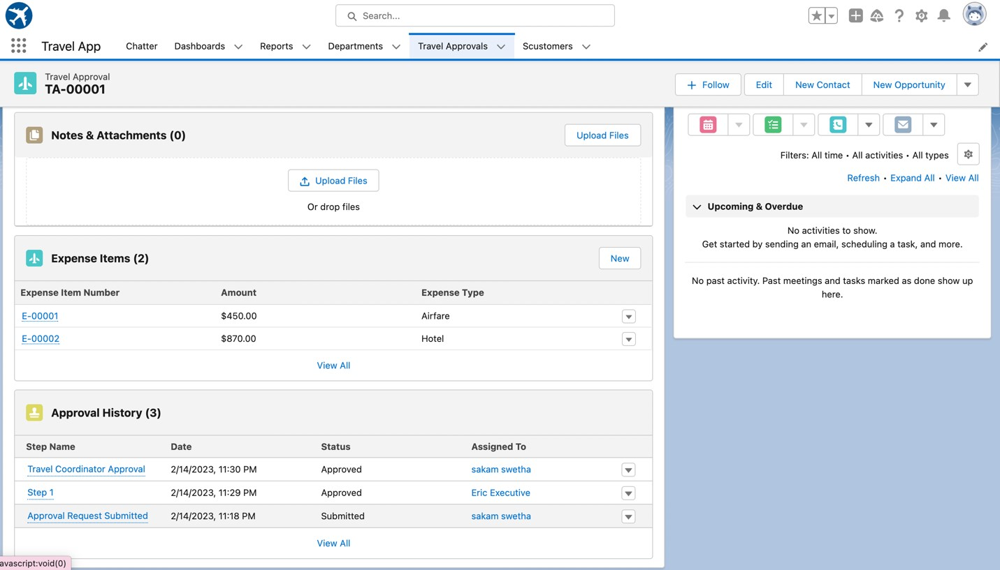 Search...
Travel App
Chatter
Dashboards
Reports
Departments
Travel Approvals
Scustomers
Travel Approval
TA-00001
Follow
Edit
New Contact
New Opportunity
Notes & Attachments (0)
Upload Files
Upload Files
Or drop files
Expense Items (2)
New
Expense Item Number Amount Expense Type
E-00001 $450.00 Airfare
E-00002 $870.00 Hotel
View All
Approval History (3)
Step Name Date Status Assigned To
Travel Coordinator Approval 2/14/2023, 11:30 PM Approved sakam swetha
Step 1 2/14/2023, 11:29 PM Approved Eric Executive
Approval Request Submitted 2/14/2023, 11:18 PM Submitted sakam swetha
View All
Filters: All time • All activities • All types
Refresh • Expand All • View All
Upcoming & Overdue
No activities to show.
Get started by sending an email, scheduling a task, and more.
No past activity. Past meetings and tasks marked as done show up
here.
avascript:void(0)